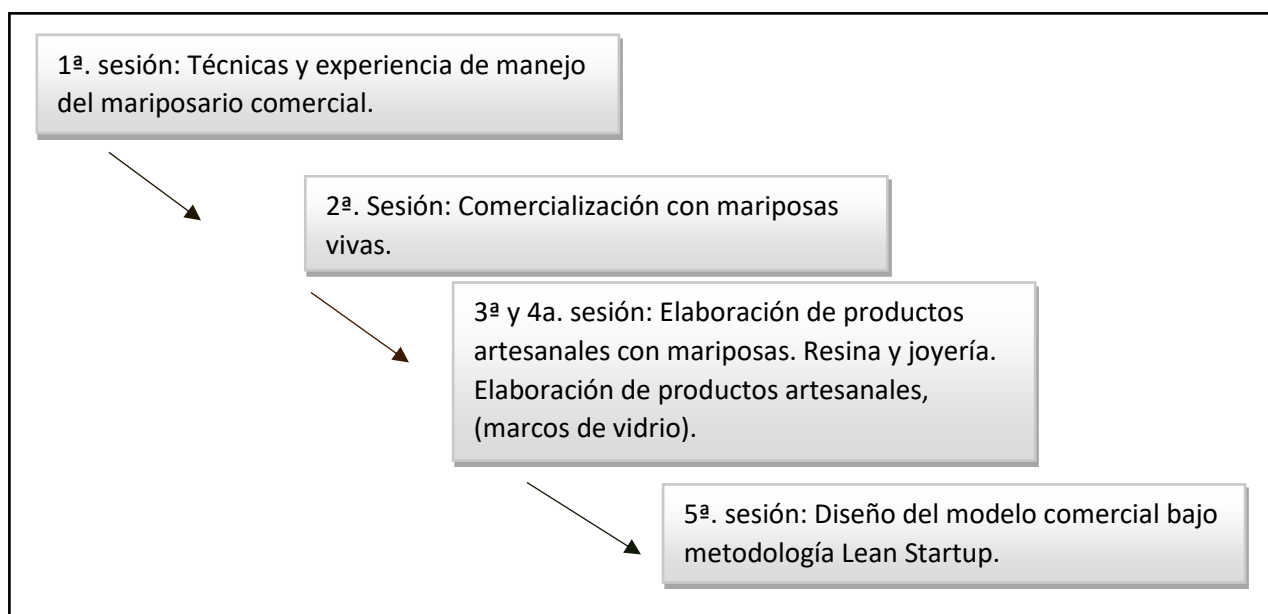 1ª. sesión: Técnicas y experiencia de manejo
del mariposario comercial.
2ª. Sesión: Comercialización con mariposas
vivas.
3ª y 4a. sesión: Elaboración de productos
artesanales con mariposas. Resina y joyería.
Elaboración de productos artesanales,
(marcos de vidrio).
5ª. sesión: Diseño del modelo comercial bajo
metodología Lean Startup.